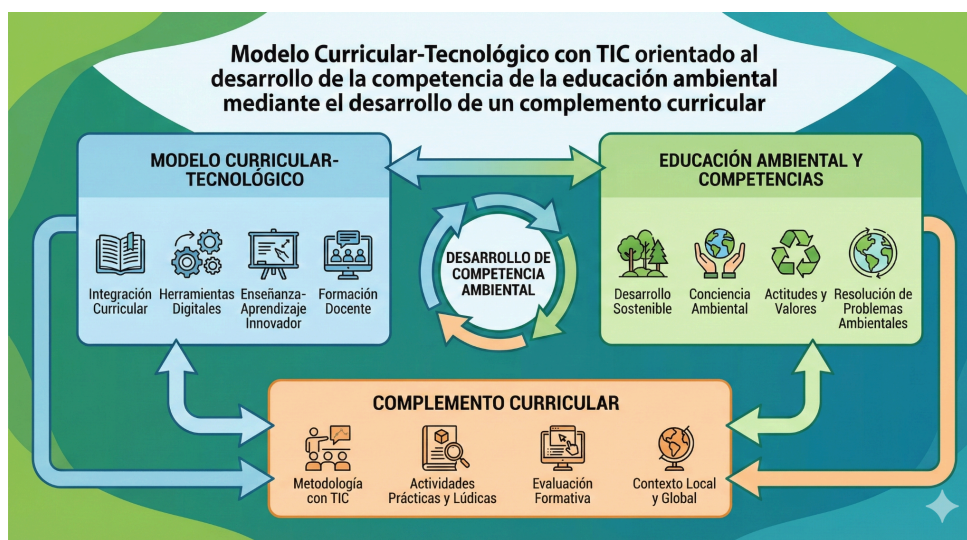 Modelo Curricular-Tecnológico con TIC orientado al
desarrollo de la competencia de la educación ambiental
mediante el desarrollo de un complemento curricular
MODELO CURRICULAR-
TECNOLÓGICO
Integración
Curricular
Herramientas
Digitales
Enseñanza-
Aprendizaje
Innovador
Formación
Docente
DESARROLLO DE
COMPETENCIA
AMBIENTAL
EDUCACIÓN AMBIENTAL Y
COMPETENCIAS
Desarrollo
Sostenible
Conciencia
Ambiental
Actitudes y
Valores
Resolución de
Problemas
Ambientales
COMPLEMENTO CURRICULAR
Metodología
con TIC
Actividades
Prácticas y Lúdicas
Evaluación
Formativa
Contexto Local
y Global